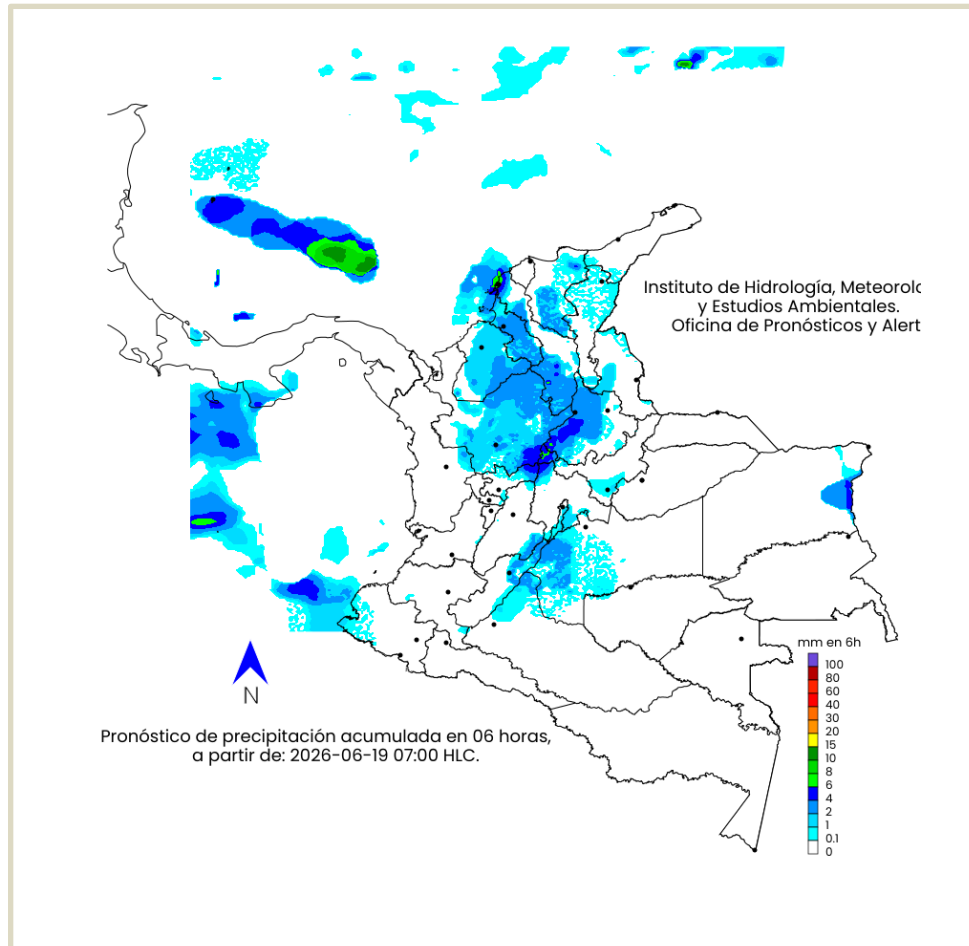 Instituto de Hidrología, Meteorolo
y Estudios Ambientales.
Oficina de Pronósticos y Alert
mm en 6h
100
80
60
40
30
20
15
10
8
6
4
2
1
0.1
0
N
Pronóstico de precipitación acumulada en 06 horas,
a partir de: 2026-06-19 07:00 HLC.